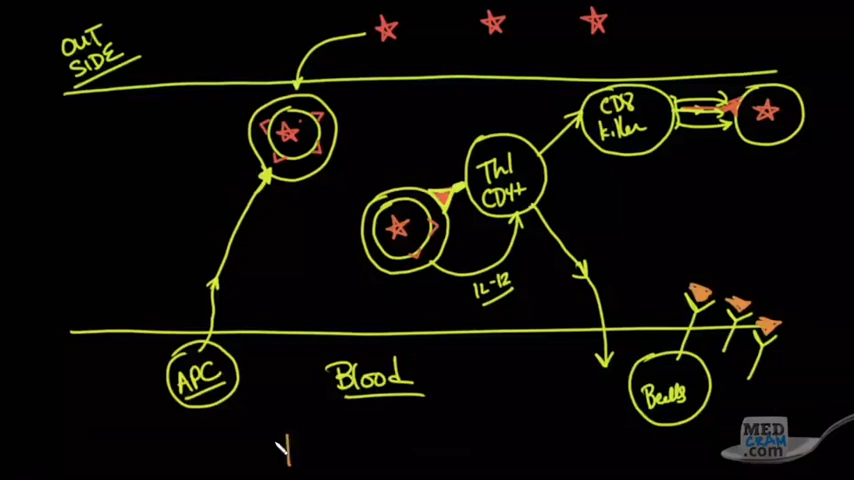 OUT
SIDE
CD8
killer
Th1
CD4+
IL-12
APC
Blood
B cells
MED
CRAM
.com